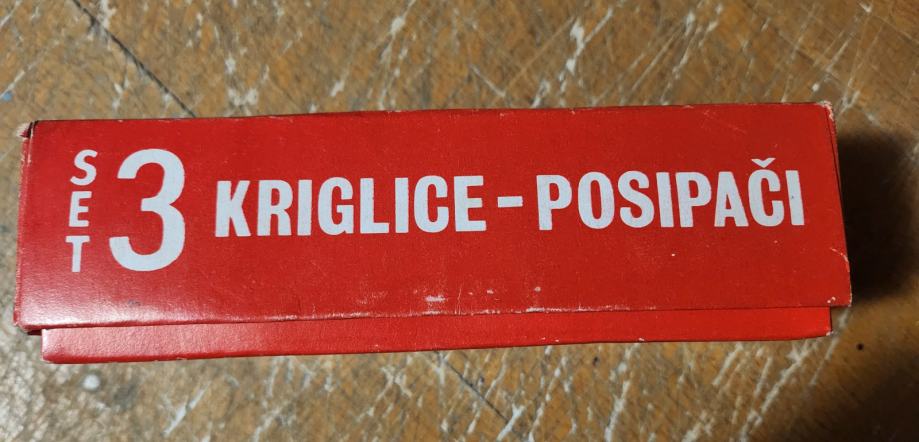 SET 3 KRIGLICE - POSIPAČI